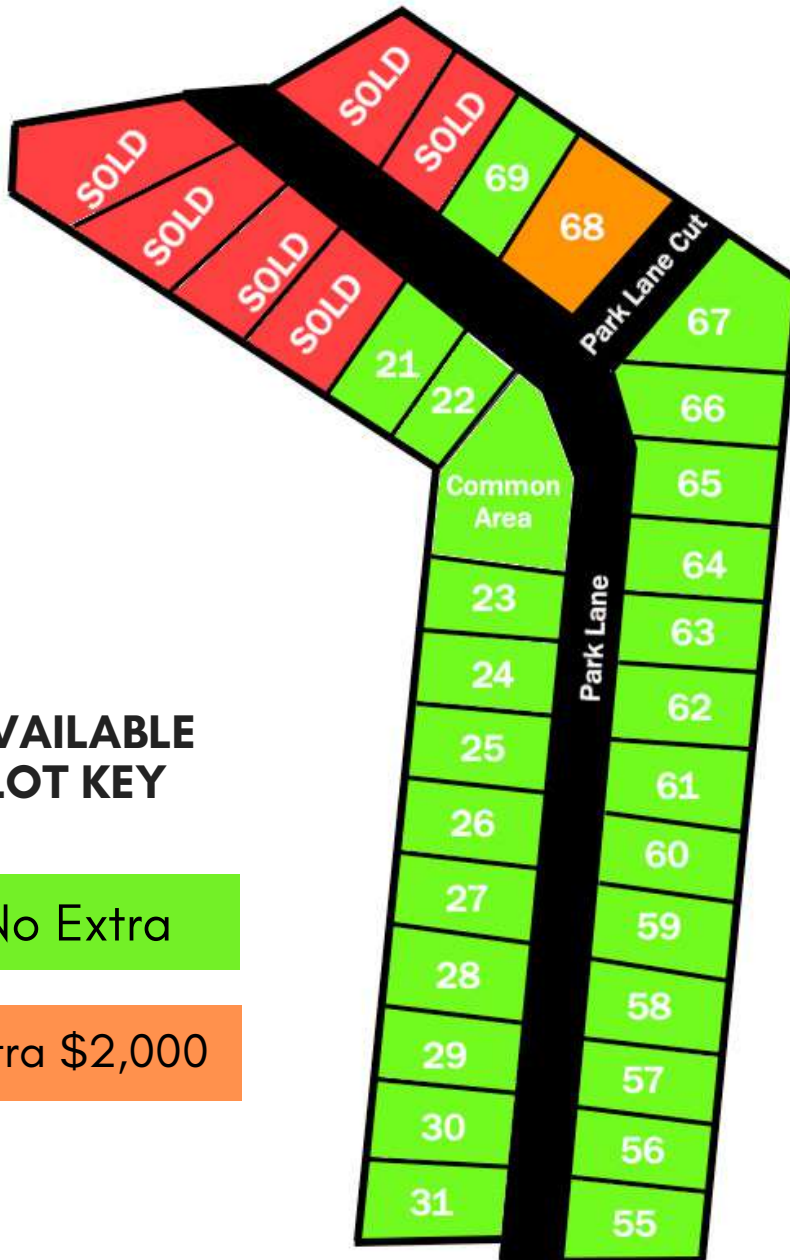 SOLD
SOLD
69
68
Park Lane Cut
67
66
65
64
63
62
61
60
59
58
57
56
55
SOLD
SOLD
SOLD
SOLD
21
22
Common
Area
23
24
25
26
27
28
29
30
31
Park Lane
VAILABLE
LOT KEY
No Extra
tra $2,000